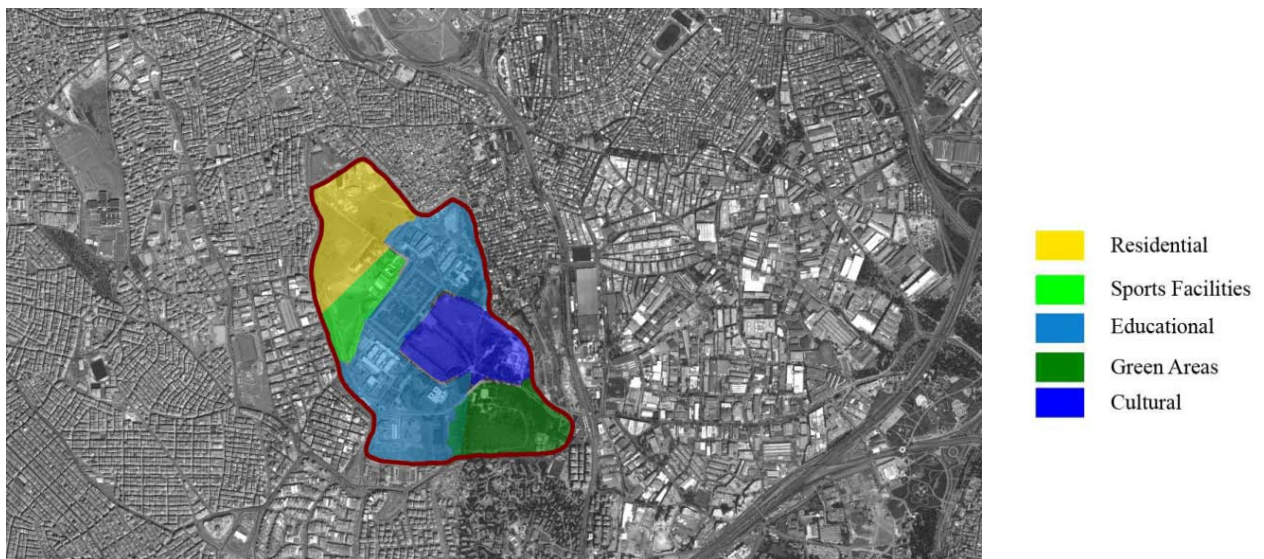 Residential
Sports Facilities
Educational
Green Areas
Cultural